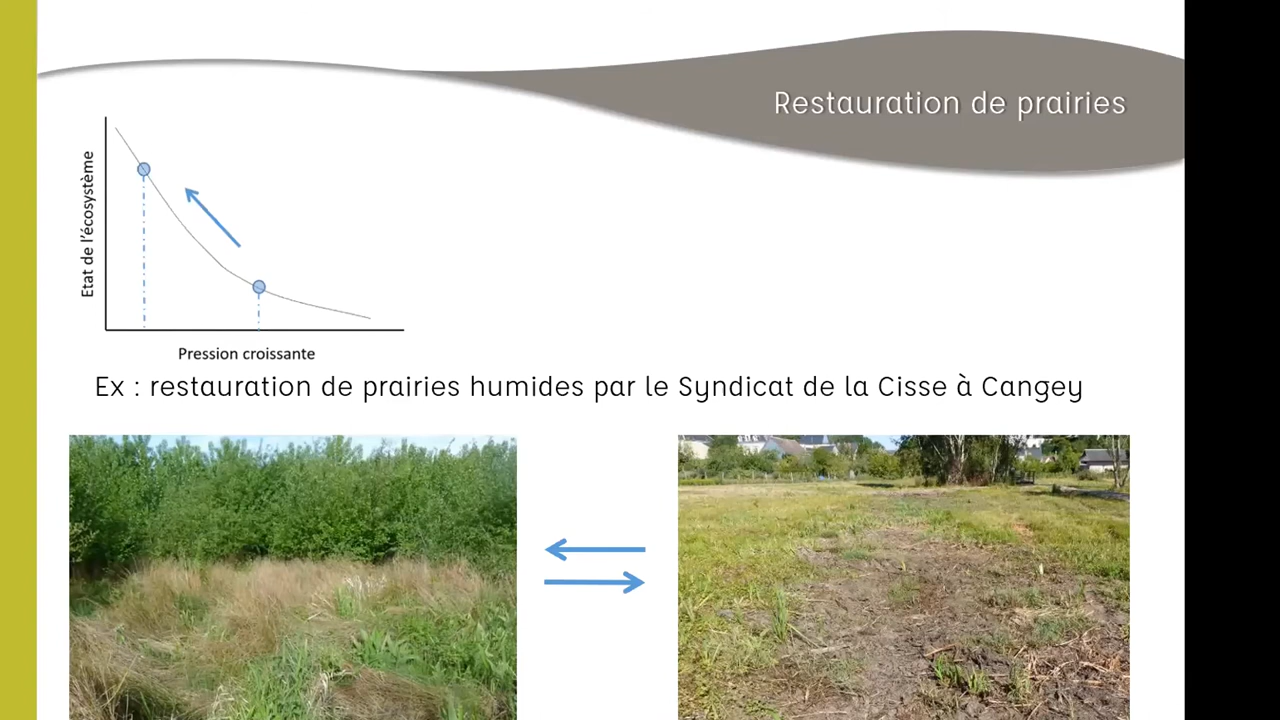 Restauration de prairies
Etat de l'écosystème
Pression croissante
Ex : restauration de prairies humides par le Syndicat de la Cisse à Cangey